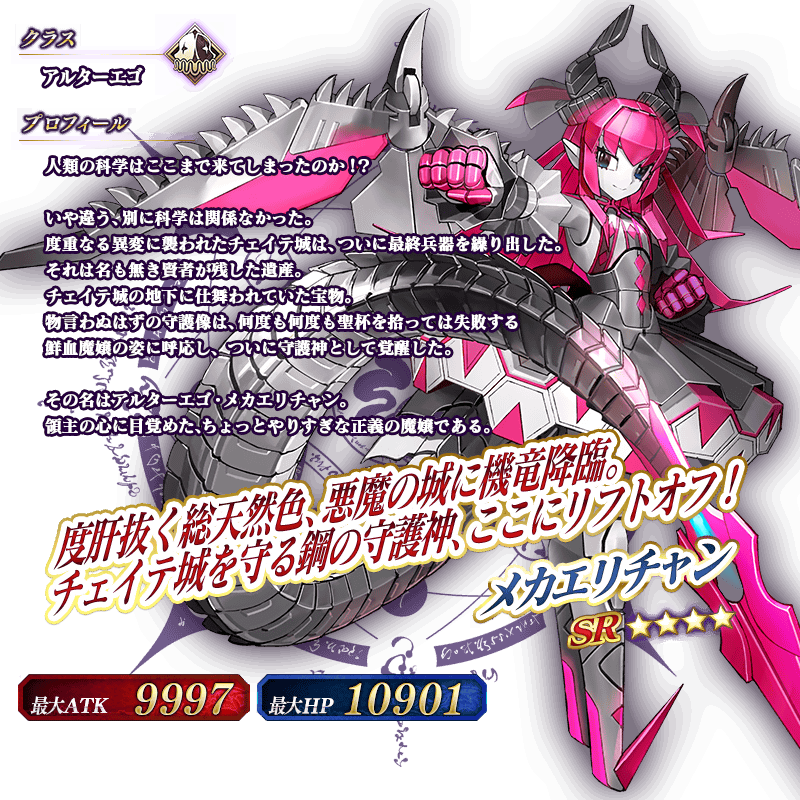 クラス
アルターエゴ
プロフィール
人類の科学はここまで来てしまったのか！？
いや違う、別に科学は関係なかった。
度重なる異変に襲われたチェイテ城は、ついに最終兵器を繰り出した。
それは名も無き賢者が残した遺産。
チェイテ城の地下に仕舞われていた宝物。
物言わぬはずの守護像は、何度も何度も聖杯を拾っては失敗する
鮮血魔嬢の姿に呼応し、ついに守護神として覚醒した。
その名はアルターエゴ・メカエリチャン。
領主の心に目覚めた、ちょっとやりすぎな正義の魔嬢である。
度肝抜く総天然色、悪魔の城に機竜降臨。
チェイテ城を守る鋼の守護神、ここにリフトオフ！
メカエリチャン
SR
最大ATK 9997
最大HP 10901